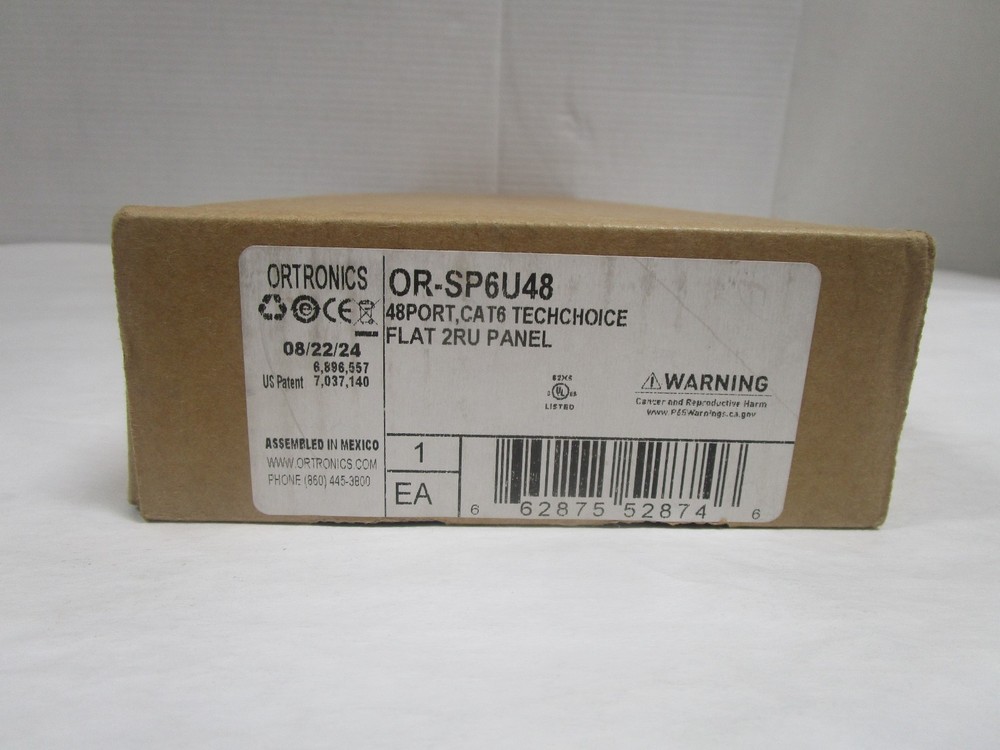 ORTRONICS
CE
08/22/24
6,896,557
US Patent 7,037,140
ASSEMBLED IN MEXICO
WWW.ORTRONICS.COM
PHONE (860) 445-3800
OR-SP6U48
48PORT,CAT6 TECHCHOICE
FLAT 2RU PANEL
UL
LISTED
WARNING
Cancer and Reproductive Harm
www.P65Warnings.ca.gov
1
EA
6 62875 52874 6